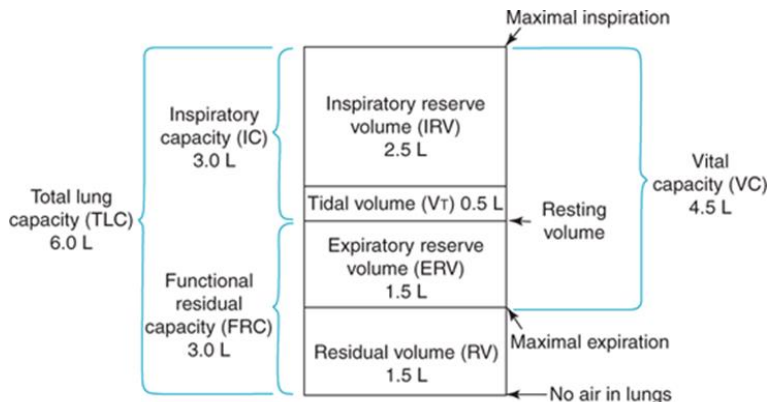 Maximal inspiration
Inspiratory
capacity (IC)
3.0 L
Inspiratory reserve
volume (IRV)
2.5 L
Vital
capacity (VC)
4.5 L
Total lung
capacity (TLC)
6.0 L
Tidal volume (VT) 0.5 L
Resting
volume
Functional
residual
capacity (FRC)
3.0 L
Expiratory reserve
volume (ERV)
1.5 L
Maximal expiration
Residual volume (RV)
1.5 L
No air in lungs